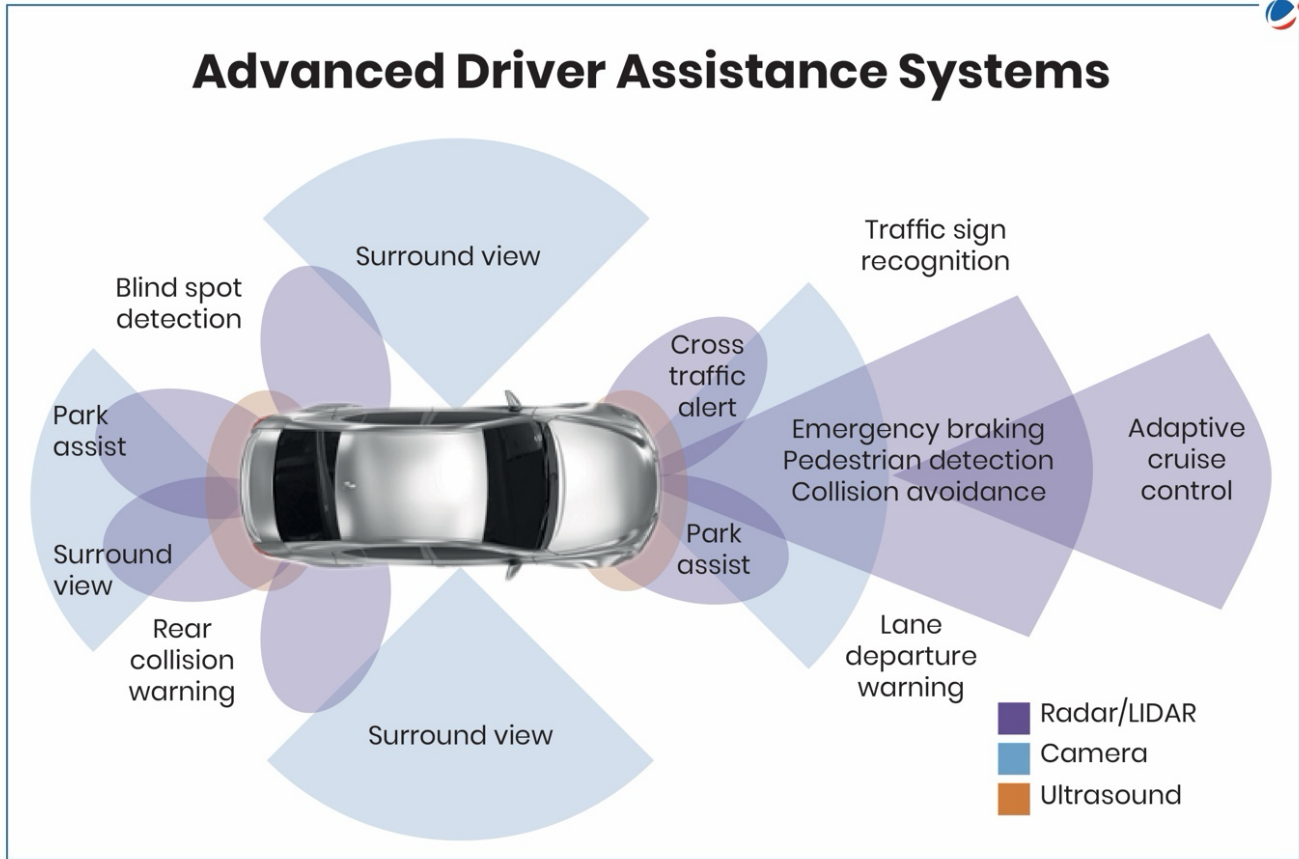 Advanced Driver Assistance Systems
Surround view
Traffic sign
recognition
Blind spot
detection
Cross
traffic
alert
Park
assist
Emergency braking
Pedestrian detection
Collision avoidance
Adaptive
cruise
control
Surround
view
Park
assist
Rear
collision
warning
Lane
departure
warning
Surround view
Radar/LIDAR
Camera
Ultrasound